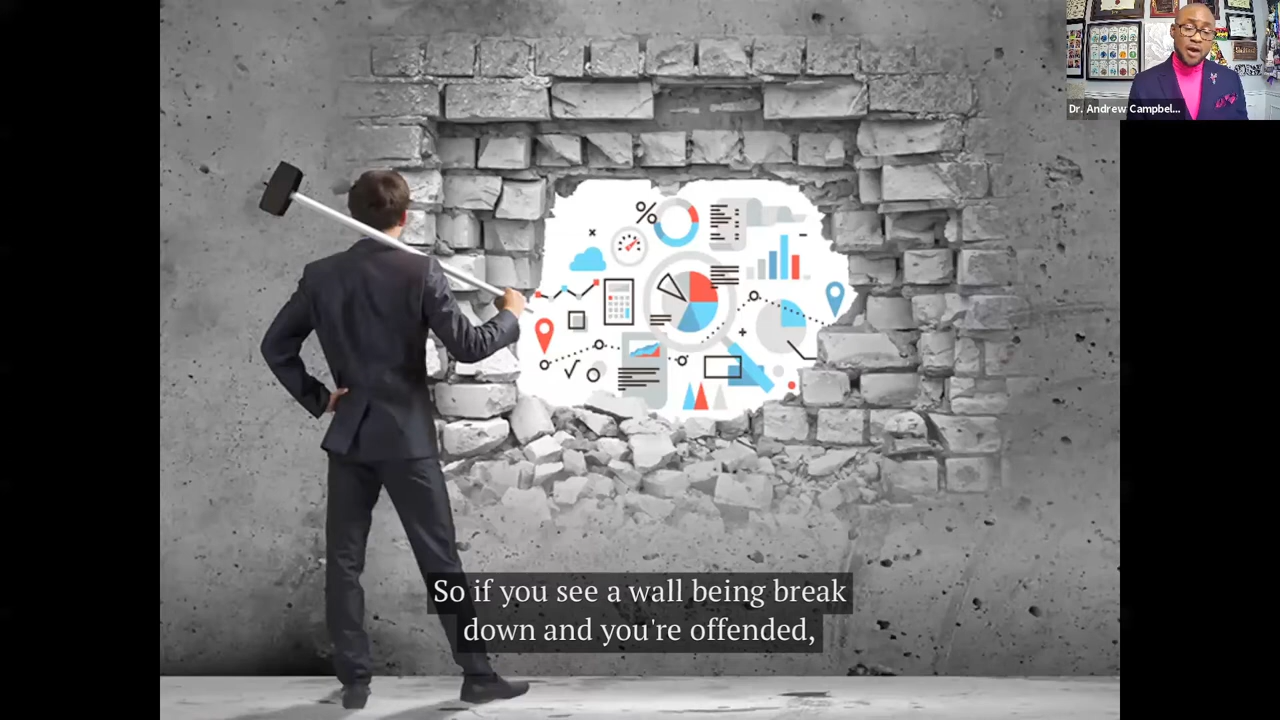 Dr. Andrew Campbel...
%
So if you see a wall being break
down and you're offended,